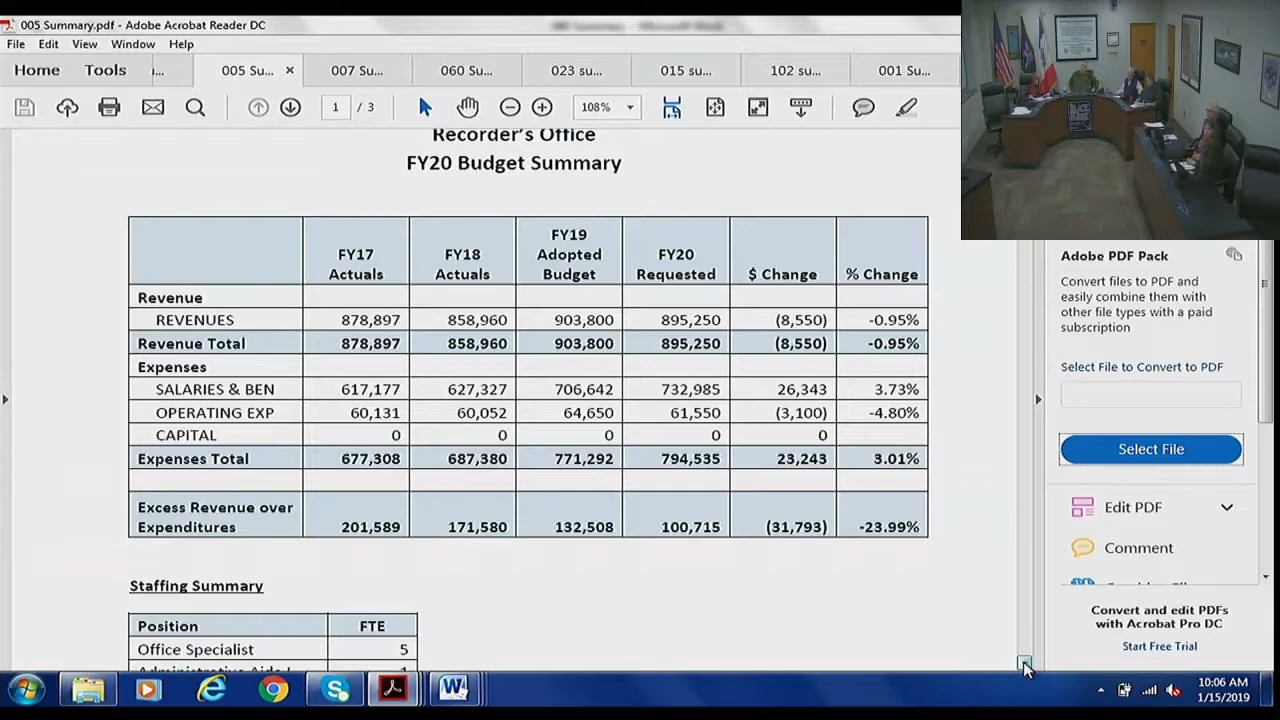 005 Summary.pdf - Adobe Acrobat Reader DC
File Edit View Window Help
Home Tools ı... 005 Su... × 007 Su... 060 Su... 023 su... 015 su... 102 su... 001 Su...
1 / 3 108%
Recorder's Office
FY20 Budget Summary
FY17 Actuals FY18 Actuals FY19 Adopted Budget FY20 Requested $ Change % Change
Revenue
REVENUES 878,897 858,960 903,800 895,250 (8,550) -0.95%
Revenue Total 878,897 858,960 903,800 895,250 (8,550) -0.95%
Expenses
SALARIES & BEN 617,177 627,327 706,642 732,985 26,343 3.73%
OPERATING EXP 60,131 60,052 64,650 61,550 (3,100) -4.80%
CAPITAL 0 0 0 0 0
Expenses Total 677,308 687,380 771,292 794,535 23,243 3.01%
Excess Revenue over
Expenditures 201,589 171,580 132,508 100,715 (31,793) -23.99%
Staffing Summary
Position FTE
Office Specialist 5
Adobe PDF Pack
Convert files to PDF and
easily combine them with
other file types with a paid
subscription
Select File to Convert to PDF
Select File
Edit PDF
Comment
Convert and edit PDFs
with Acrobat Pro DC
Start Free Trial
10:06 AM
1/15/2019